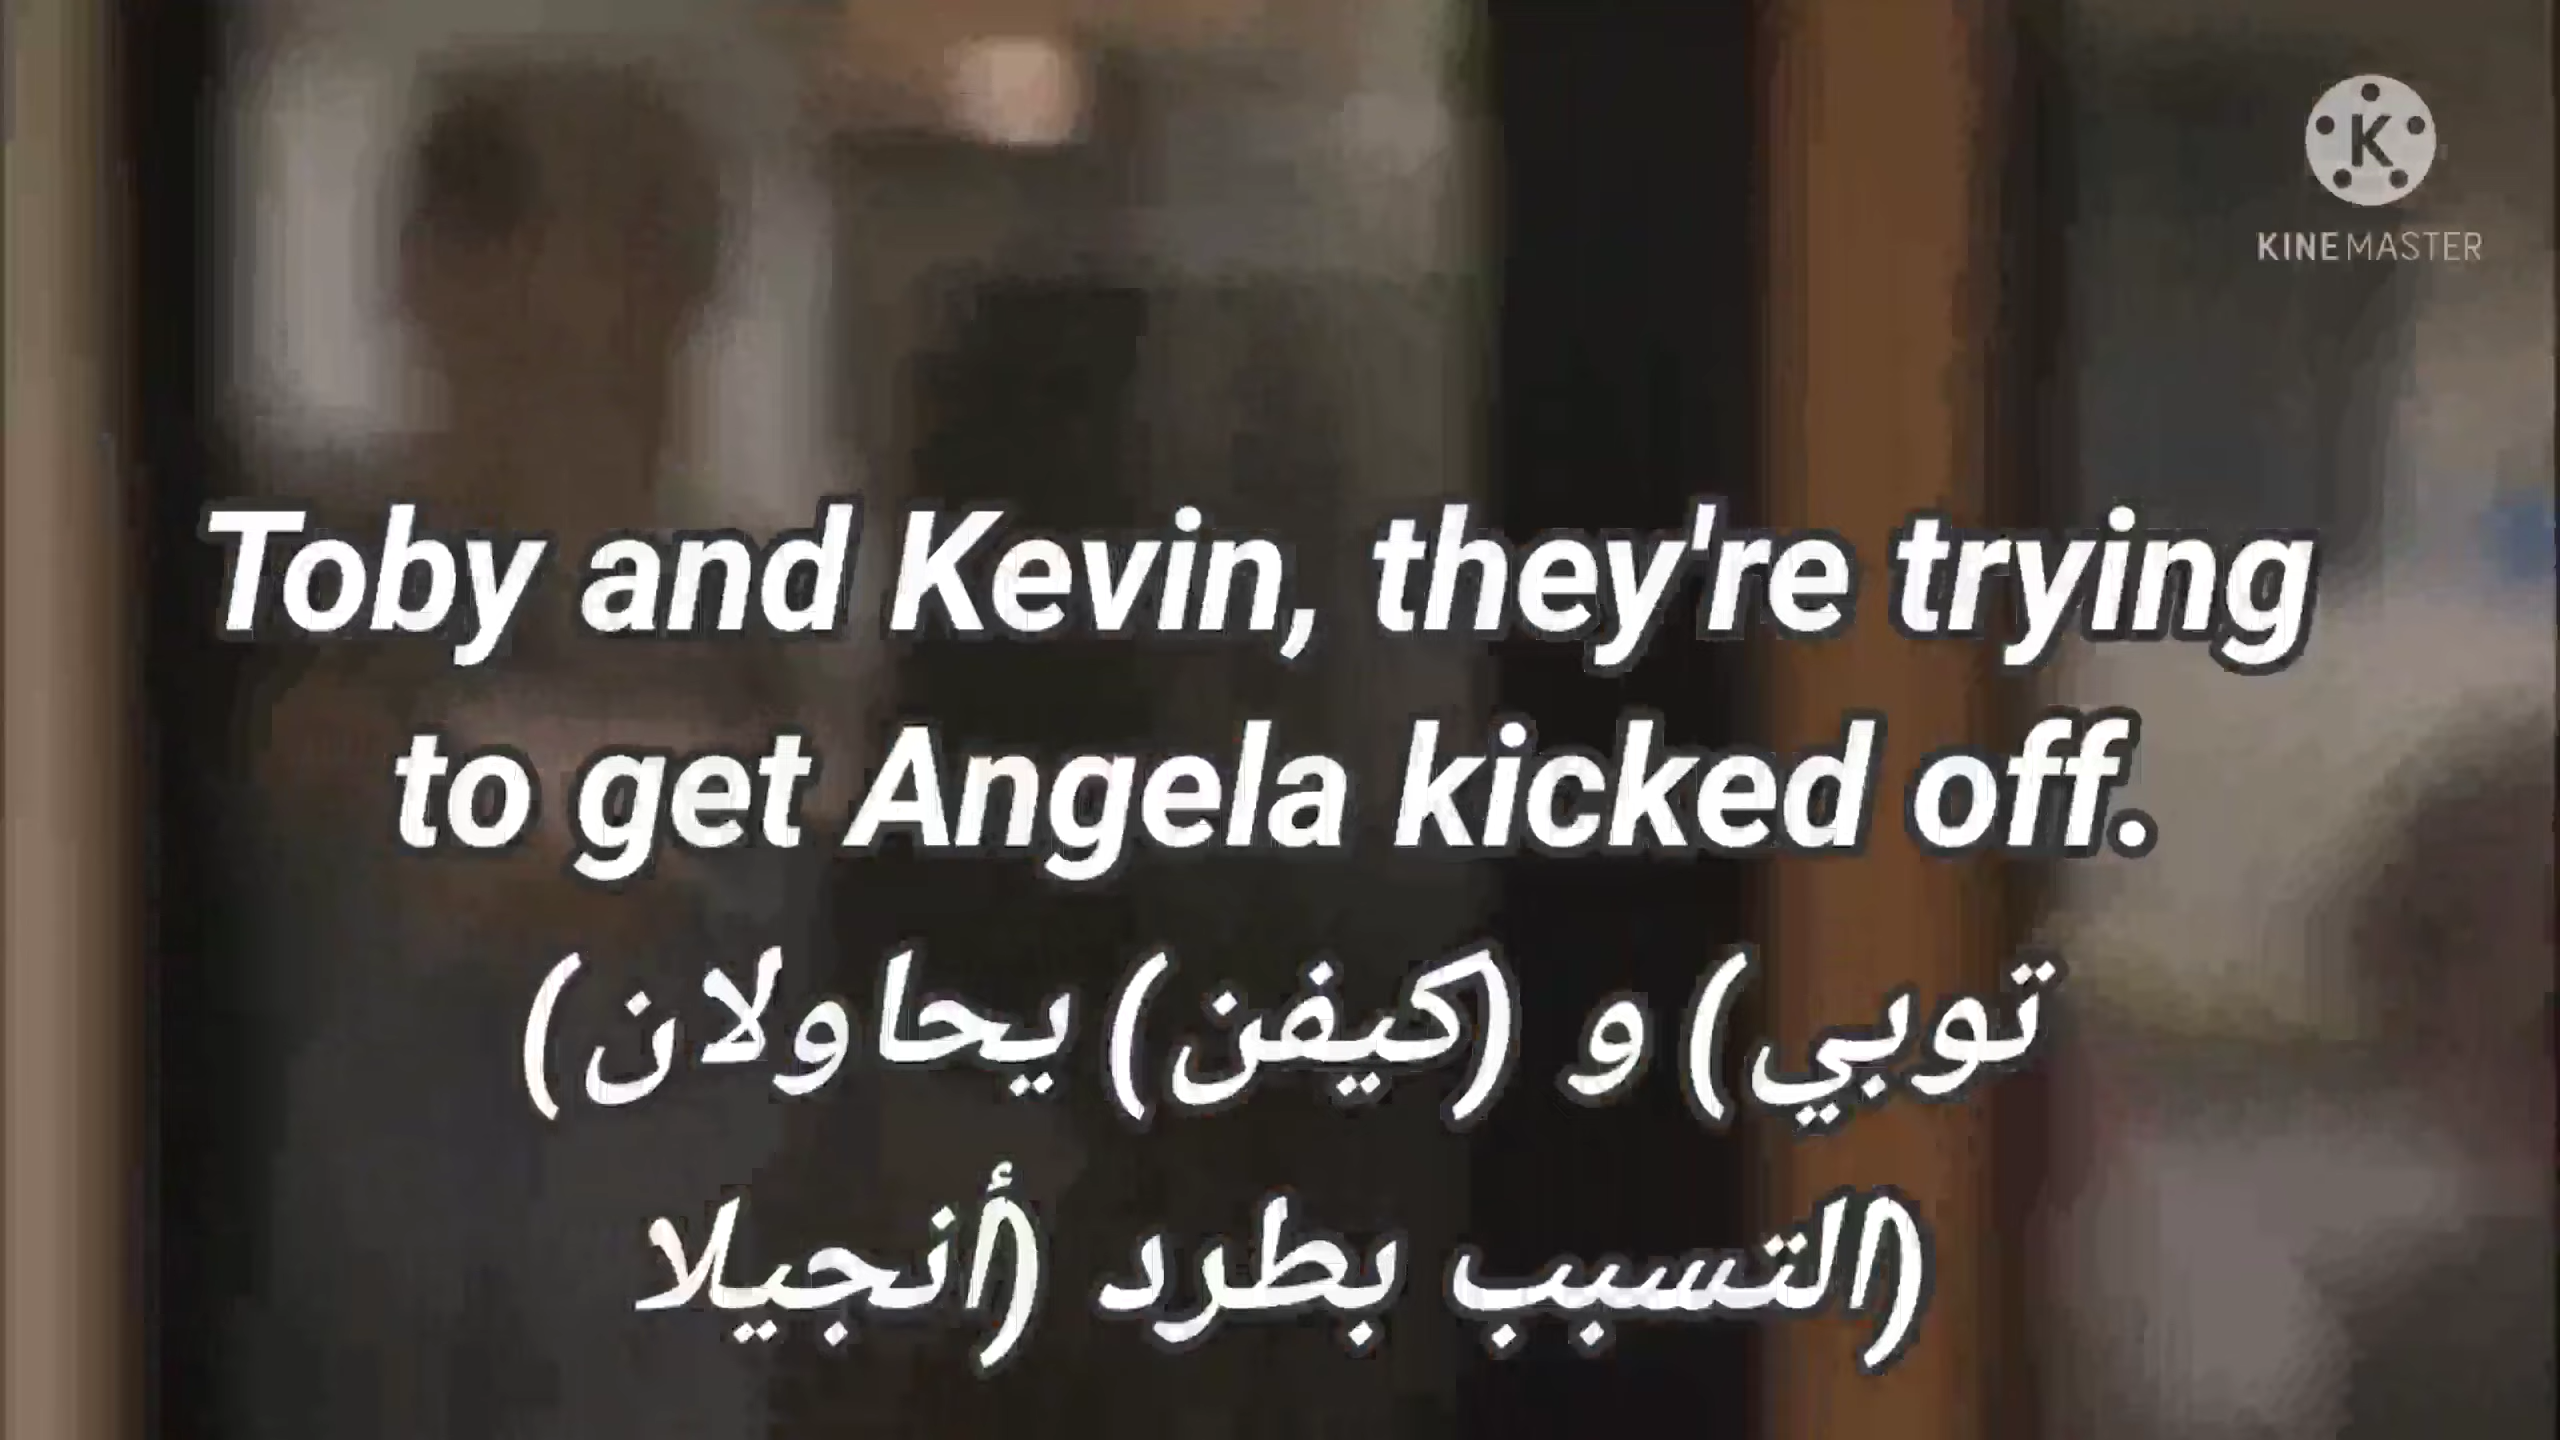 KINEMASTER
Toby and Kevin, they're trying
to get Angela kicked off.
توبي) و (كيفن) يحاولان)
(التسبب بطرد (أنجيلا